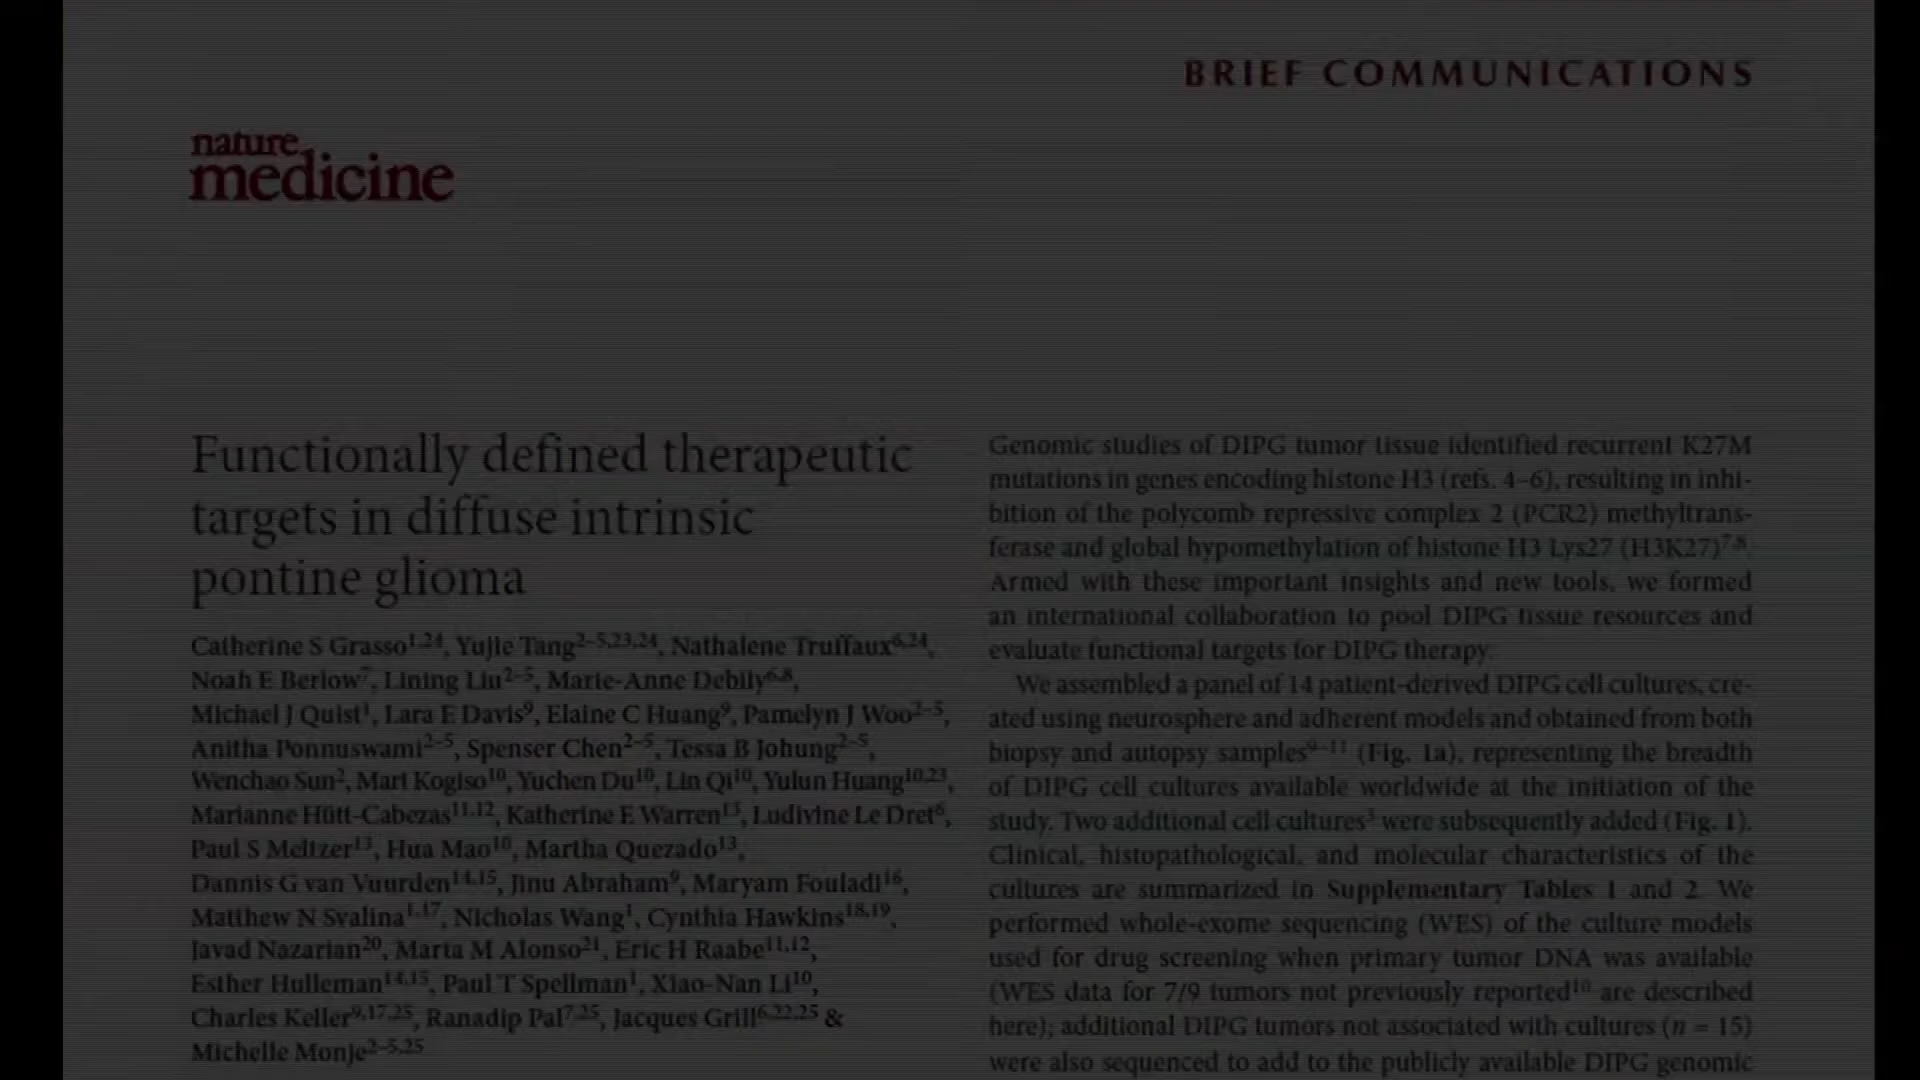 BRIEF COMMUNICATIONS
nature
medicine
Functionally defined therapeutic
targets in diffuse intrinsic
pontine glioma
Catherine S Grasso1,24, Yujie Tang2–5,23,24, Nathalene Truffaux6,24,
Noah E Berlow7, Lining Liu2–5, Marie-Anne Debily6,8,
Michael J Quist1, Lara E Davis9, Elaine C Huang9, Pamelyn J Woo2–5,
Anitha Ponnuswami2–5, Spenser Chen2–5, Tessa B Johung2–5,
Wenchao Sun2, Mari Kogiso10, Yuchen Du10, Lin Qi10, Yulun Huang10,23,
Marianne Hütt-Cabezas11,12, Katherine E Warren13, Ludivine Le Dret6,
Paul S Meltzer13, Hua Mao10, Martha Quezado13,
Dannis G van Vuurden14,15, Jinu Abraham9, Maryam Fouladi16,
Matthew N Svalina1,17, Nicholas Wang1, Cynthia Hawkins18,19,
Javad Nazarian20, Marta M Alonso21, Eric H Raabe11,12,
Esther Hulleman14,15, Paul T Spellman1, Xiao-Nan Li10,
Charles Keller9,17,25, Ranadip Pal7,25, Jacques Grill6,22,25 &
Michelle Monje2–5,25
Genomic studies of DIPG tumor tissue identified recurrent K27M
mutations in genes encoding histone H3 (refs. 4–6), resulting in inhi-
bition of the polycomb repressive complex 2 (PCR2) methyltrans-
ferase and global hypomethylation of histone H3 Lys27 (H3K27)7,8.
Armed with these important insights and new tools, we formed
an international collaboration to pool DIPG tissue resources and
evaluate functional targets for DIPG therapy.
We assembled a panel of 14 patient-derived DIPG cell cultures, cre-
ated using neurosphere and adherent models and obtained from both
biopsy and autopsy samples9–11 (Fig. 1a), representing the breadth
of DIPG cell cultures available worldwide at the initiation of the
study. Two additional cell cultures3 were subsequently added (Fig. 1).
Clinical, histopathological, and molecular characteristics of the
cultures are summarized in Supplementary Tables 1 and 2. We
performed whole-exome sequencing (WES) of the culture models
used for drug screening when primary tumor DNA was available
(WES data for 7/9 tumors not previously reported10 are described
here); additional DIPG tumors not associated with cultures (n = 15)
were also sequenced to add to the publicly available DIPG genomic